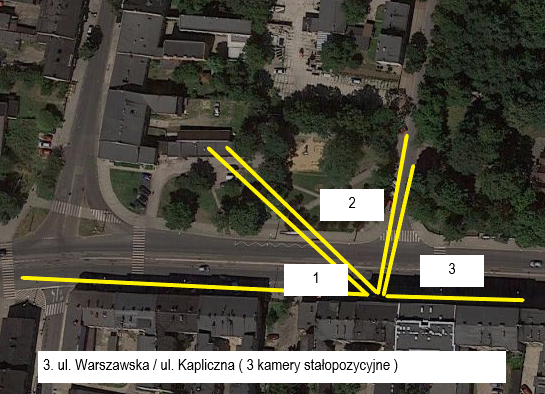 2
3
1
3. ul. Warszawska / ul. Kapliczna ( 3 kamery stałopozycyjne )